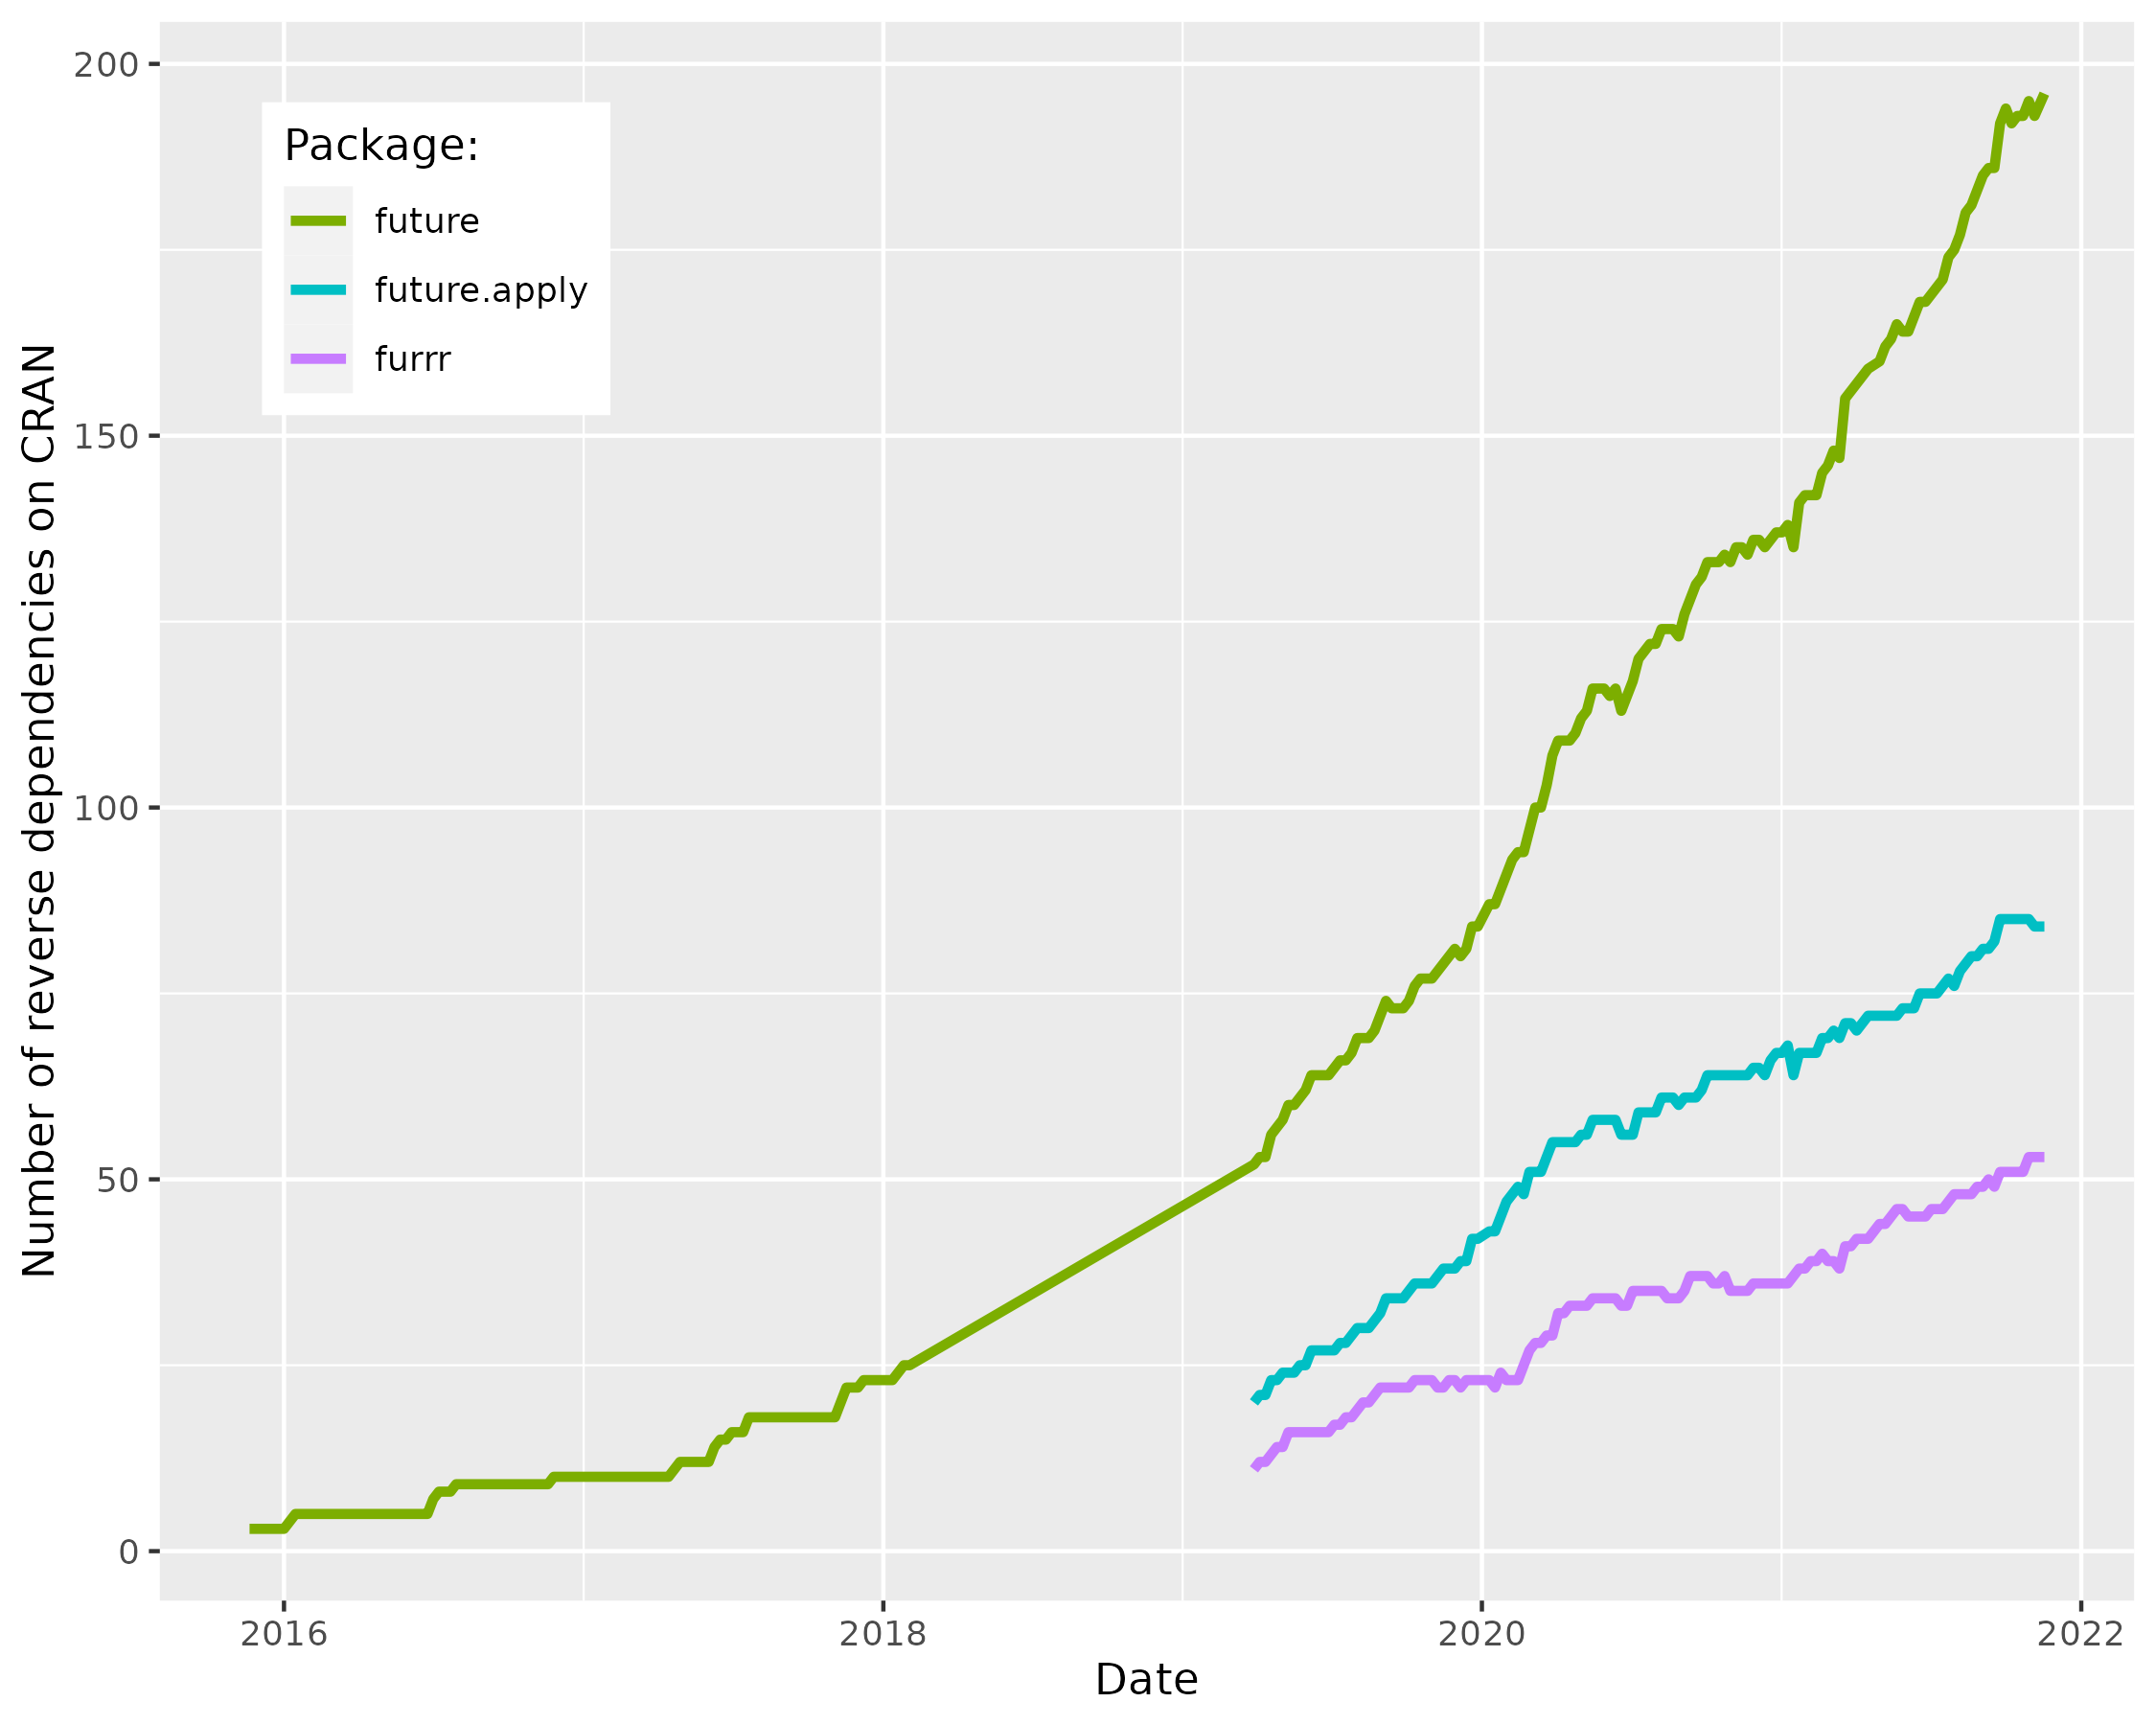 Number of reverse dependencies on CRAN
200
150
100
50
0
Package:
future
future.apply
furrr
2016
2018
2020
2022
Date